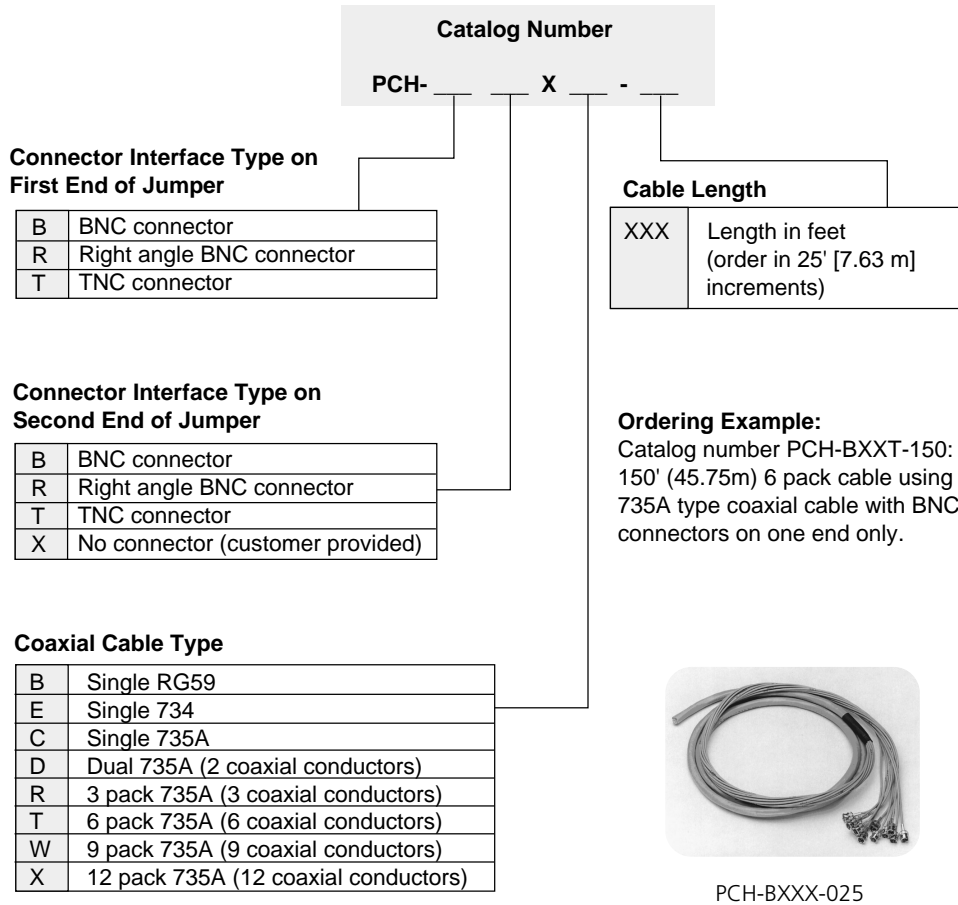 Catalog Number
PCH- ___ ___ X ___ - ___
Connector Interface Type on
First End of Jumper
B BNC connector
R Right angle BNC connector
T TNC connector
Cable Length
XXX Length in feet
(order in 25' [7.63 m]
increments)
Connector Interface Type on
Second End of Jumper
B BNC connector
R Right angle BNC connector
T TNC connector
X No connector (customer provided)
Ordering Example:
Catalog number PCH-BXXT-150:
150' (45.75m) 6 pack cable using
735A type coaxial cable with BNC
connectors on one end only.
Coaxial Cable Type
B Single RG59
E Single 734
C Single 735A
D Dual 735A (2 coaxial conductors)
R 3 pack 735A (3 coaxial conductors)
T 6 pack 735A (6 coaxial conductors)
W 9 pack 735A (9 coaxial conductors)
X 12 pack 735A (12 coaxial conductors)
PCH-BXXX-025